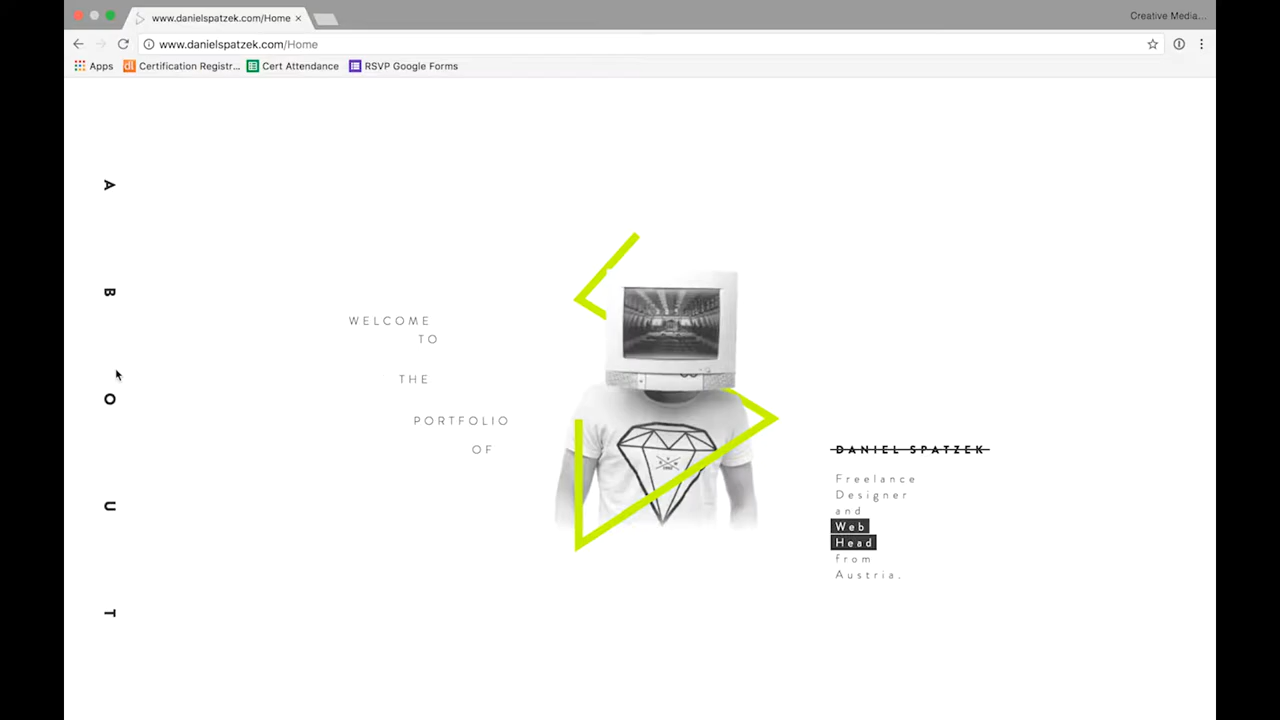 www.danielspatzek.com/Home
Creative Media...
www.danielspatzek.com/Home
Apps
Certification Registr...
Cert Attendance
RSVP Google Forms
A
B
O
U
T
WELCOME
TO
THE
PORTFOLIO
OF
DANIEL SPATZEK
Freelance
Designer
and
Web
Head
from
Austria.